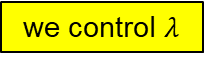 we control λ